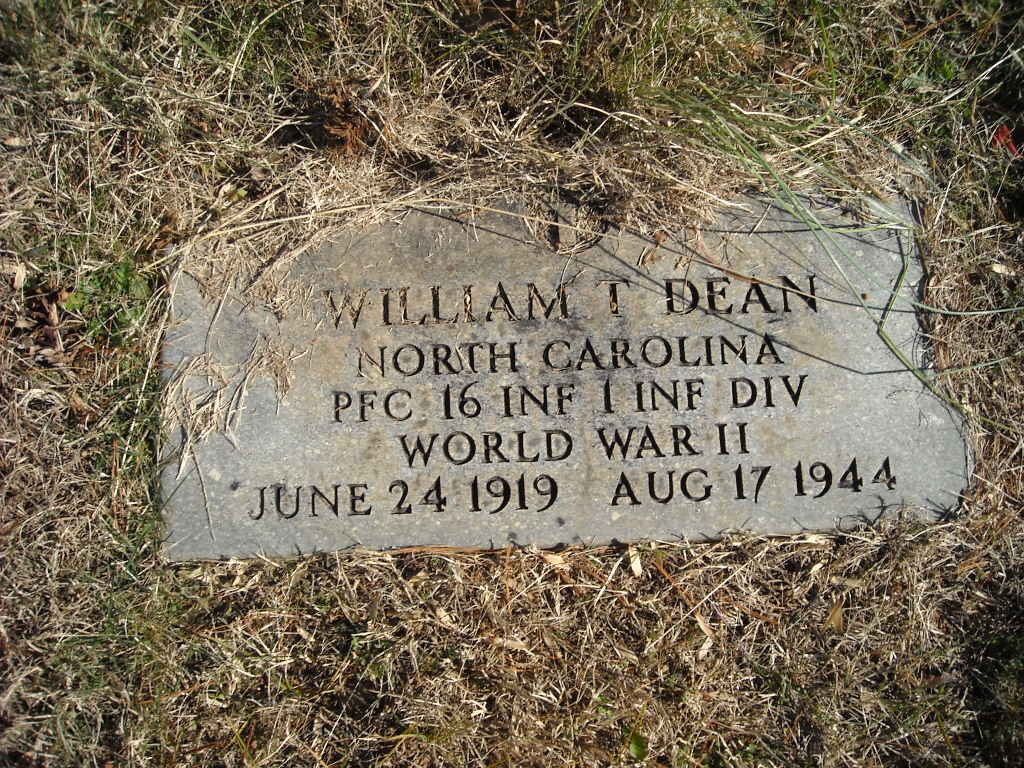 WILLIAM T DEAN
NORTH CAROLINA
PFC 16 INF 1 INF DIV
WORLD WAR II
JUNE 24 1919 AUG 17 1944